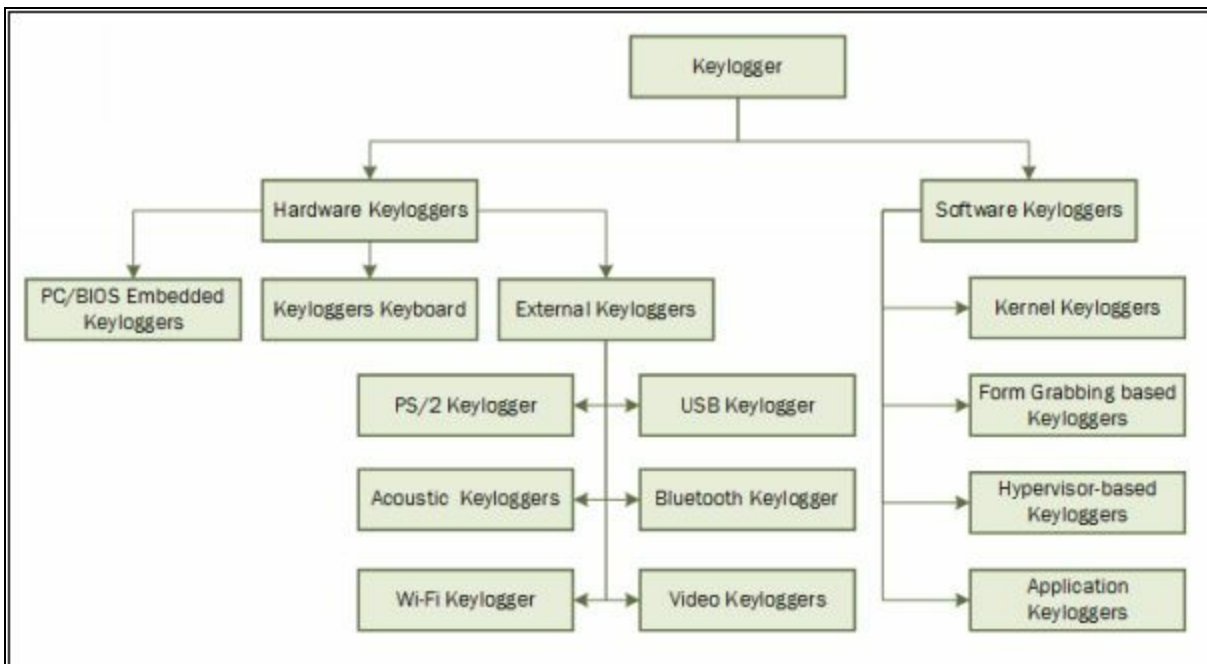 Keylogger
Hardware Keyloggers
Software Keyloggers
PC/BIOS Embedded
Keyloggers
Keyloggers Keyboard
External Keyloggers
Kernel Keyloggers
PS/2 Keylogger
USB Keylogger
Form Grabbing based
Keyloggers
Acoustic Keyloggers
Bluetooth Keylogger
Hypervisor-based
Keyloggers
Wi-Fi Keylogger
Video Keyloggers
Application
Keyloggers